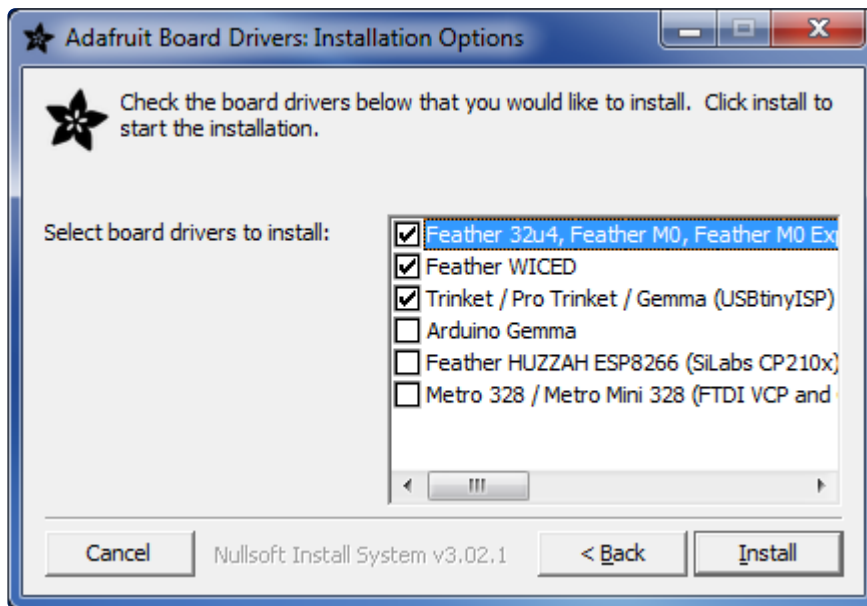 Adafruit Board Drivers: Installation Options
Check the board drivers below that you would like to install. Click install to
start the installation.
Select board drivers to install:
Feather 32u4, Feather M0, Feather M0 Ex
Feather WICED
Trinket / Pro Trinket / Gemma (USBtinyISP)
Arduino Gemma
Feather HUZZAH ESP8266 (SiLabs CP210x)
Metro 328 / Metro Mini 328 (FTDI VCP and
Cancel
Nullsoft Install System v3.02.1
< Back
Install